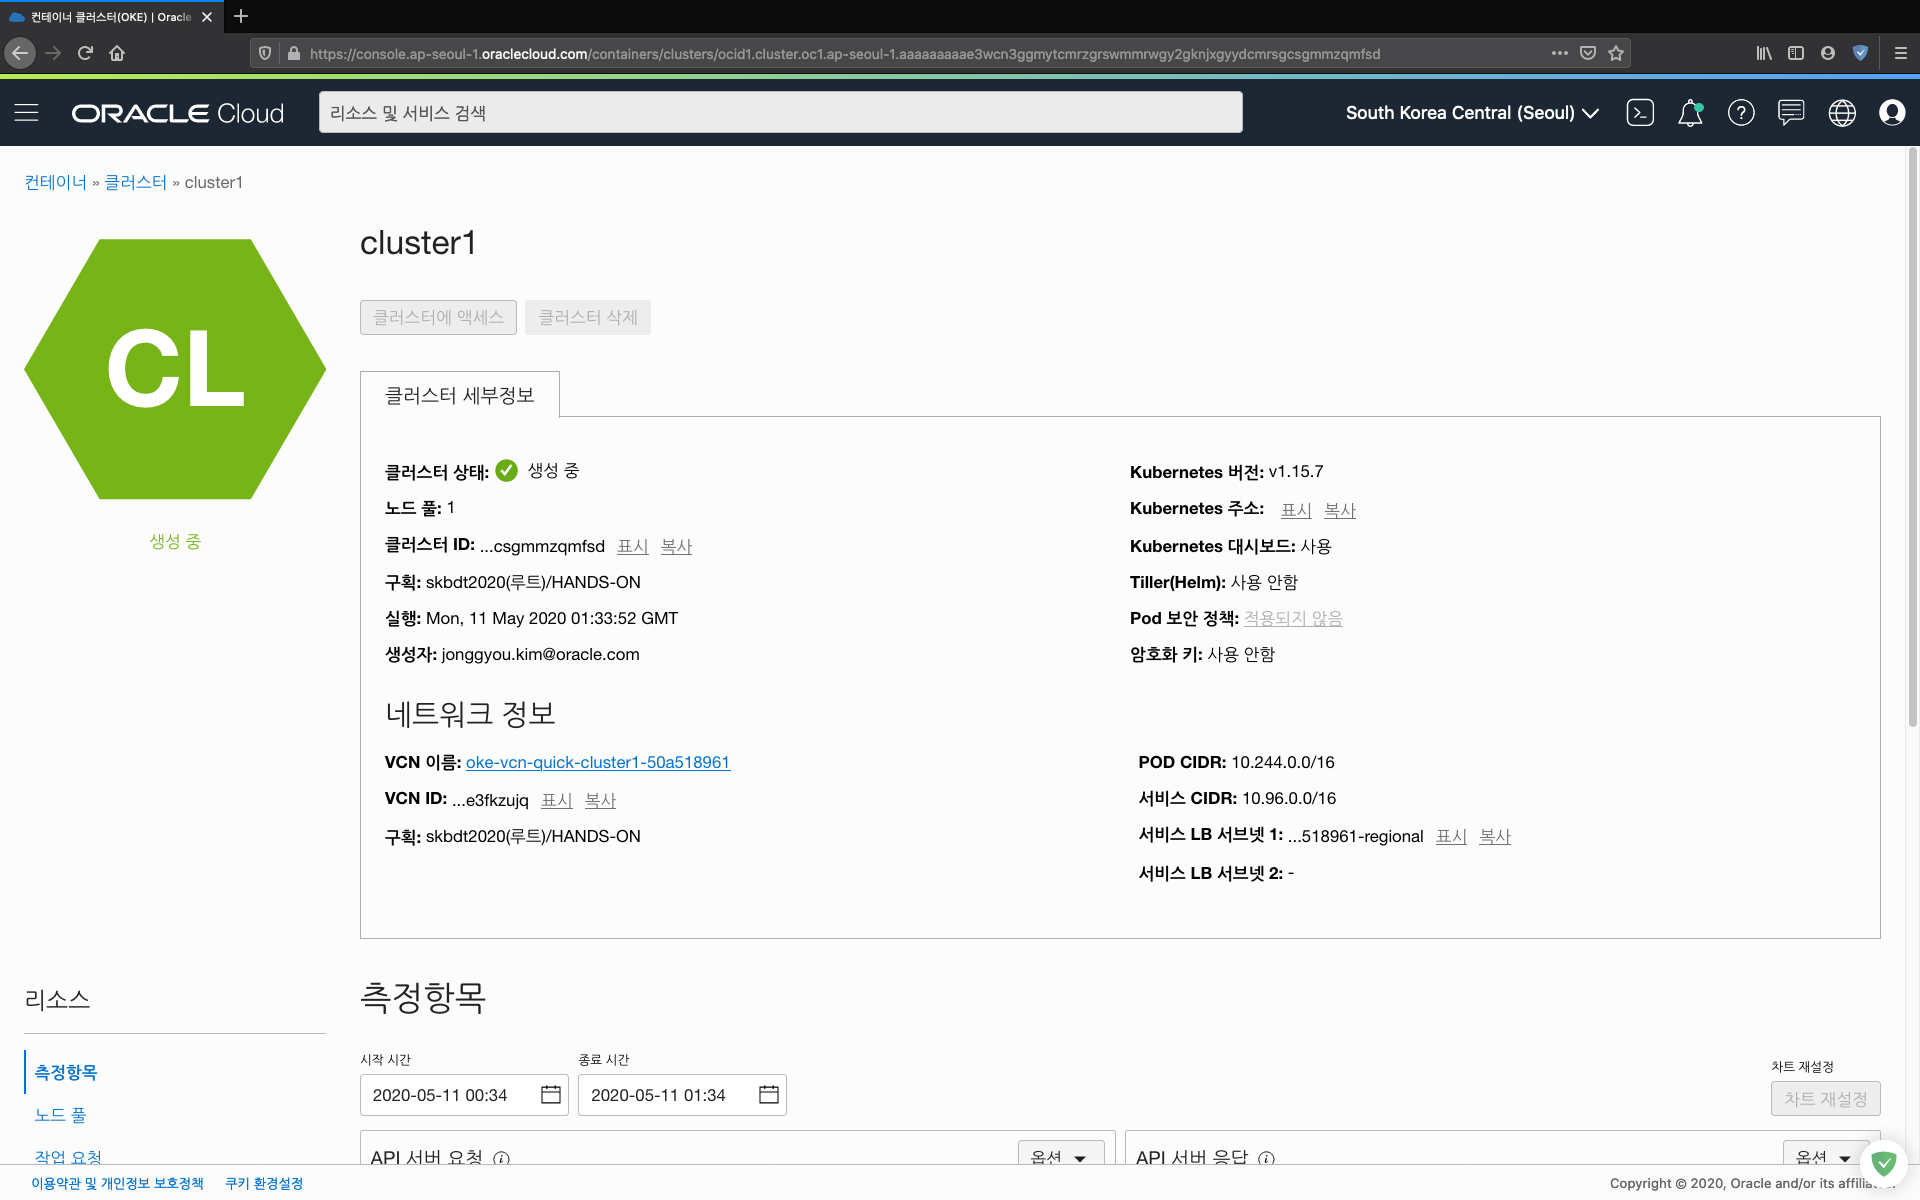 컨테이너 클러스터(OKE) | Oracle
https://console.ap-seoul-1.oraclecloud.com/containers/clusters/ocid1.cluster.oc1.ap-seoul-1.aaaaaaaaae3wcn3ggmytcmrzgrswmmrwgy2gknjxgyydcmrsgcsgmmzqmfsd
ORACLE Cloud
리소스 및 서비스 검색
South Korea Central (Seoul)
컨테이너 » 클러스터 » cluster1
CL
생성 중
cluster1
클러스터에 액세스 클러스터 삭제
클러스터 세부정보
클러스터 상태: 생성 중
노드 풀: 1
클러스터 ID: ...csgmmzqmfsd 표시 복사
구획: skbdt2020(루트)/HANDS-ON
실행: Mon, 11 May 2020 01:33:52 GMT
생성자: jonggyou.kim@oracle.com
Kubernetes 버전: v1.15.7
Kubernetes 주소: 표시 복사
Kubernetes 대시보드: 사용
Tiller(Helm): 사용 안함
Pod 보안 정책: 적용되지 않음
암호화 키: 사용 안함
네트워크 정보
VCN 이름: oke-vcn-quick-cluster1-50a518961
VCN ID: ...e3fkzujq 표시 복사
구획: skbdt2020(루트)/HANDS-ON
POD CIDR: 10.244.0.0/16
서비스 CIDR: 10.96.0.0/16
서비스 LB 서브넷 1: ...518961-regional 표시 복사
서비스 LB 서브넷 2: -
리소스
측정항목
노드 풀
작업 요청
측정항목
시작 시간 종료 시간
2020-05-11 00:34 2020-05-11 01:34
차트 재설정
차트 재설정
API 서버 요청 옵션
API 서버 응답 옵션
이용약관 및 개인정보 보호정책 쿠키 환경설정
Copyright © 2020, Oracle and/or its